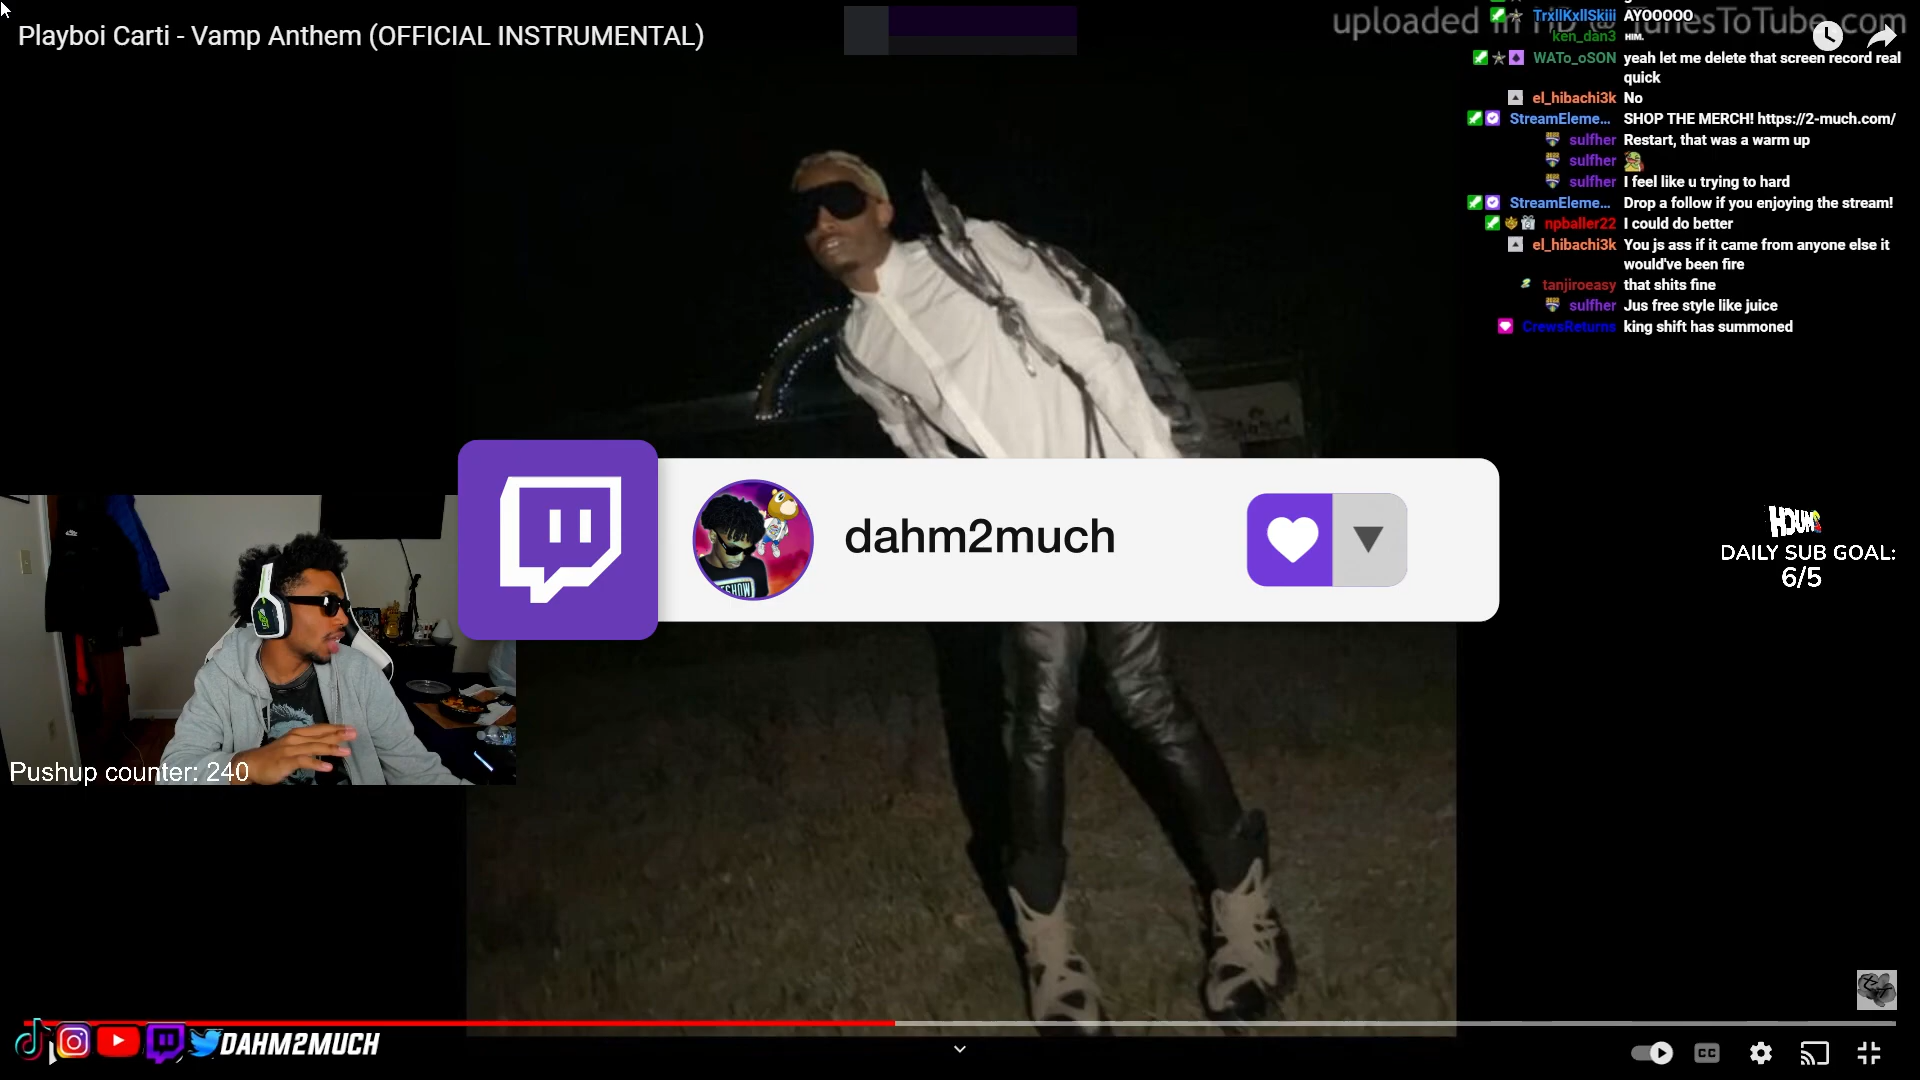 Playboi Carti - Vamp Anthem (OFFICIAL INSTRUMENTAL)
uploaded in HD @ TunesToTube.com
TrxllKxllSkiii AYOOOOO
ken_dan3 HIM.
WATo_oSON yeah let me delete that screen record real
quick
el_hibachi3k No
StreamEleme... SHOP THE MERCH! https://2-much.com/
sulfher Restart, that was a warm up
sulfher
sulfher I feel like u trying to hard
StreamEleme... Drop a follow if you enjoying the stream!
npballer22 I could do better
el_hibachi3k You js ass if it came from anyone else it
would've been fire
tanjiroeasy that shits fine
sulfher Jus free style like juice
CrewsReturns king shift has summoned
dahm2much
DAILY SUB GOAL:
6/5
Pushup counter: 240
DAHM2MUCH
CC